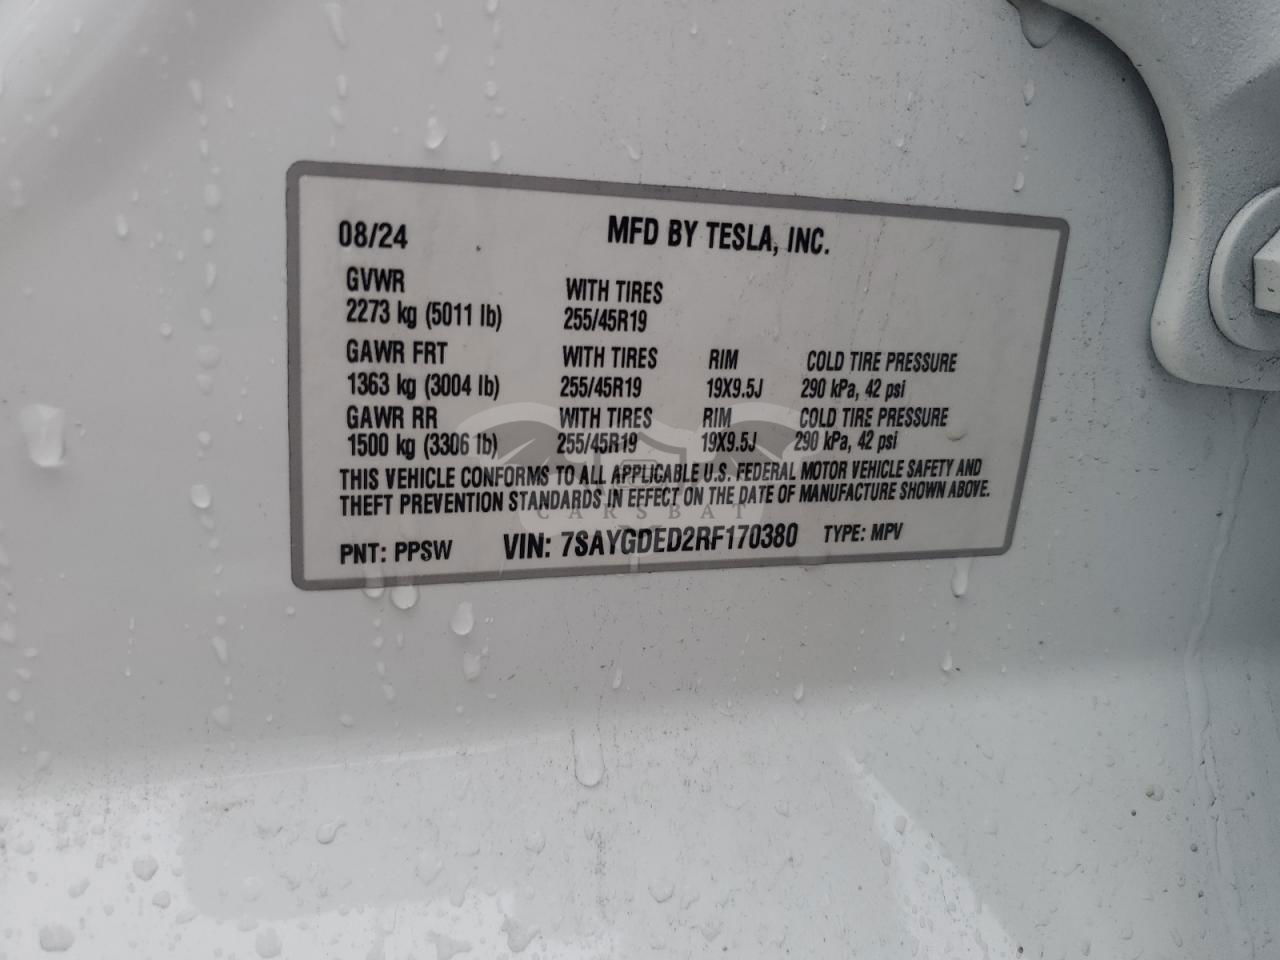 08/24 MFD BY TESLA, INC.
GVWR WITH TIRES
2273 kg (5011 lb) 255/45R19
GAWR FRT WITH TIRES RIM COLD TIRE PRESSURE
1363 kg (3004 lb) 255/45R19 19X9.5J 290 kPa, 42 psi
GAWR RR WITH TIRES RIM COLD TIRE PRESSURE
1500 kg (3306 lb) 255/45R19 19X9.5J 290 kPa, 42 psi
THIS VEHICLE CONFORMS TO ALL APPLICABLE U.S. FEDERAL MOTOR VEHICLE SAFETY AND
THEFT PREVENTION STANDARDS IN EFFECT ON THE DATE OF MANUFACTURE SHOWN ABOVE.
CARSBAT
PNT: PPSW VIN: 7SAYGDED2RF170380 TYPE: MPV